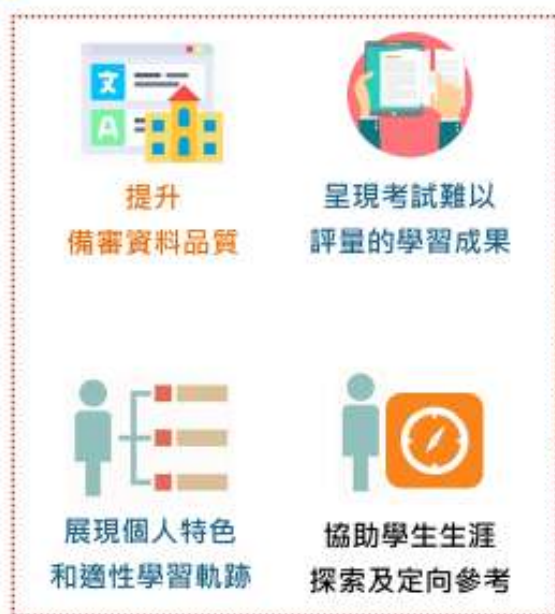 提升
備審資料品質
呈現考試難以
評量的學習成果
展現個人特色
和適性學習軌跡
協助學生生涯
探索及定向參考
文
A